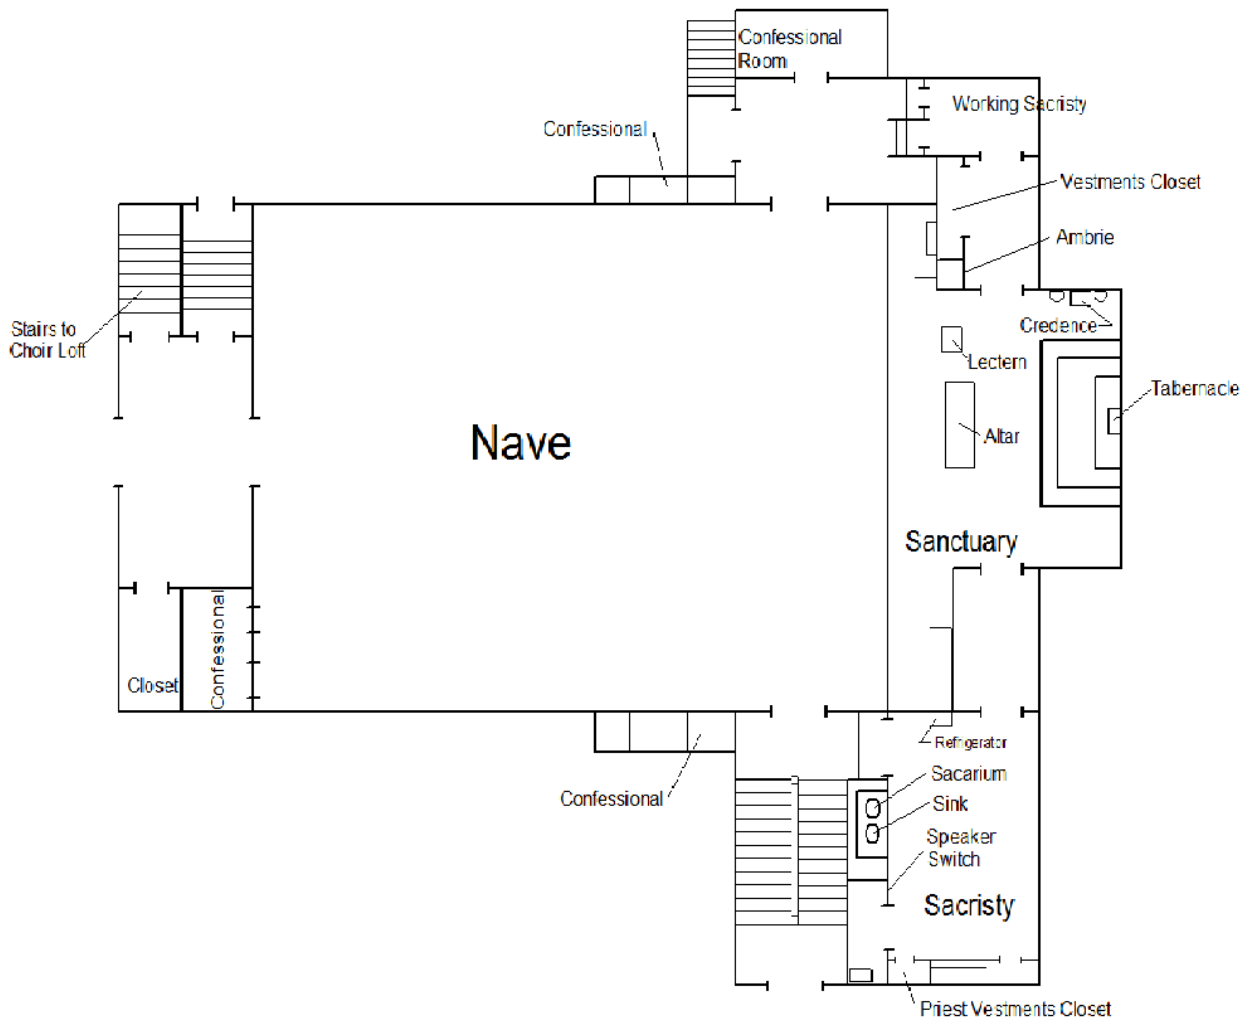 Confessional
Room
Working Sacristy
Confessional
Vestments Closet
Ambrie
Stairs to
Choir Loft
Credence
Lectern
Tabernacle
Altar
Nave
Sanctuary
Confessional
Closet
Refrigerator
Sacarium
Confessional
Sink
Speaker
Switch
Sacristy
Priest Vestments Closet